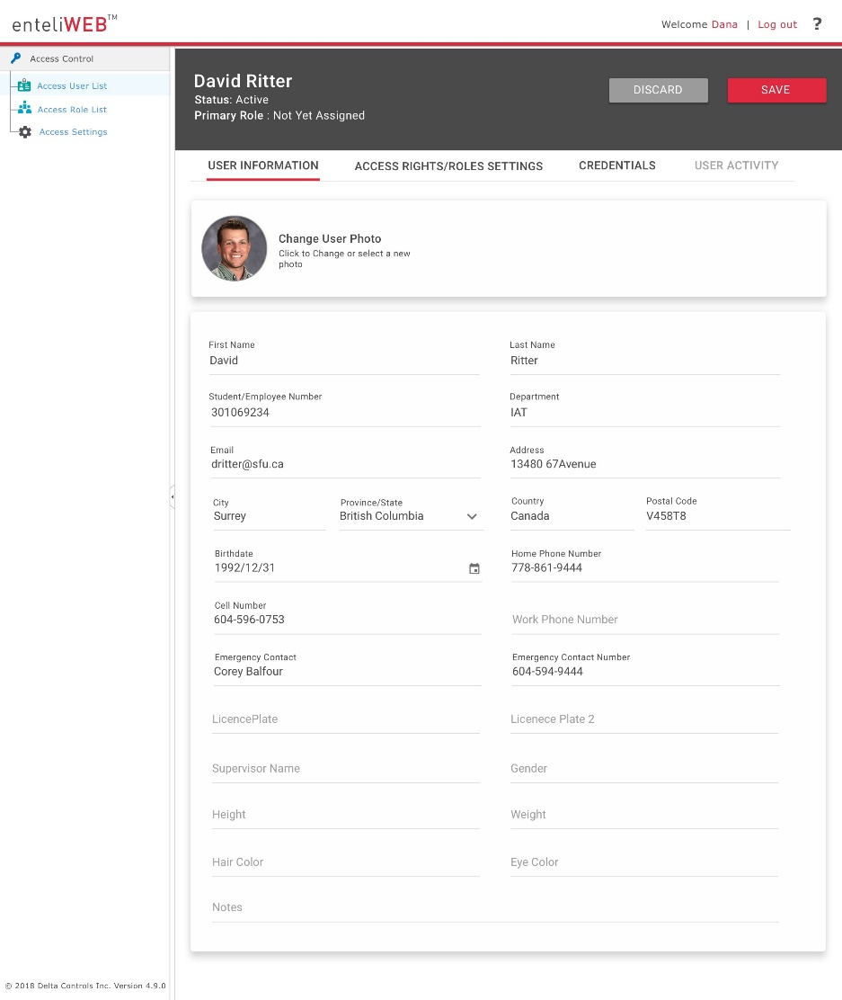 enteliWEB™
Welcome Dana | Log out ?
Access Control
Access User List
Access Role List
Access Settings
David Ritter
Status: Active
Primary Role : Not Yet Assigned
DISCARD
SAVE
USER INFORMATION
ACCESS RIGHTS/ROLES SETTINGS
CREDENTIALS
USER ACTIVITY
Change User Photo
Click to Change or select a new
photo
First Name
David
Last Name
Ritter
Student/Employee Number
301069234
Department
IAT
Email
dritter@sfu.ca
Address
13480 67Avenue
City
Surrey
Province/State
British Columbia
Country
Canada
Postal Code
V458T8
Birthdate
1992/12/31
Home Phone Number
778-861-9444
Cell Number
604-596-0753
Work Phone Number
Emergency Contact
Corey Balfour
Emergency Contact Number
604-594-9444
LicencePlate
Licenece Plate 2
Supervisor Name
Gender
Height
Weight
Hair Color
Eye Color
Notes
© 2018 Delta Controls Inc. Version 4.9.0